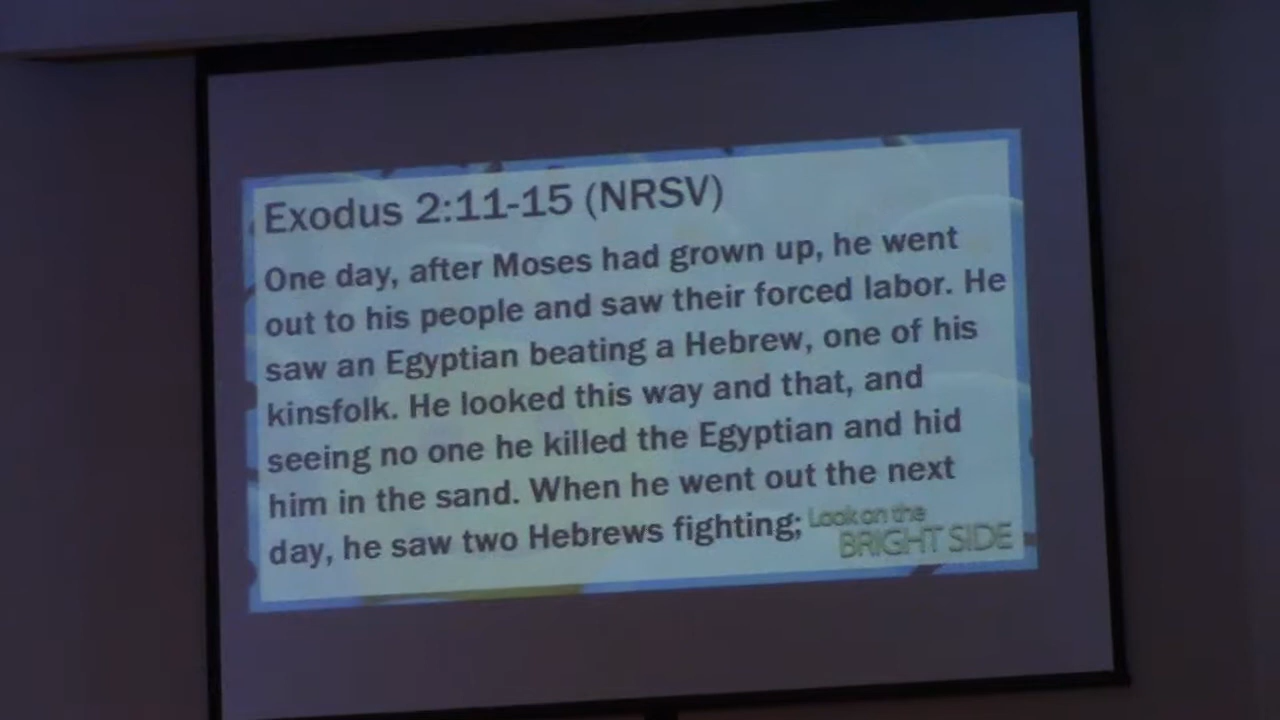 Exodus 2:11-15 (NRSV)
One day, after Moses had grown up, he went
out to his people and saw their forced labor. He
saw an Egyptian beating a Hebrew, one of his
kinsfolk. He looked this way and that, and
seeing no one he killed the Egyptian and hid
him in the sand. When he went out the next
day, he saw two Hebrews fighting;
Look on the
BRIGHT SIDE